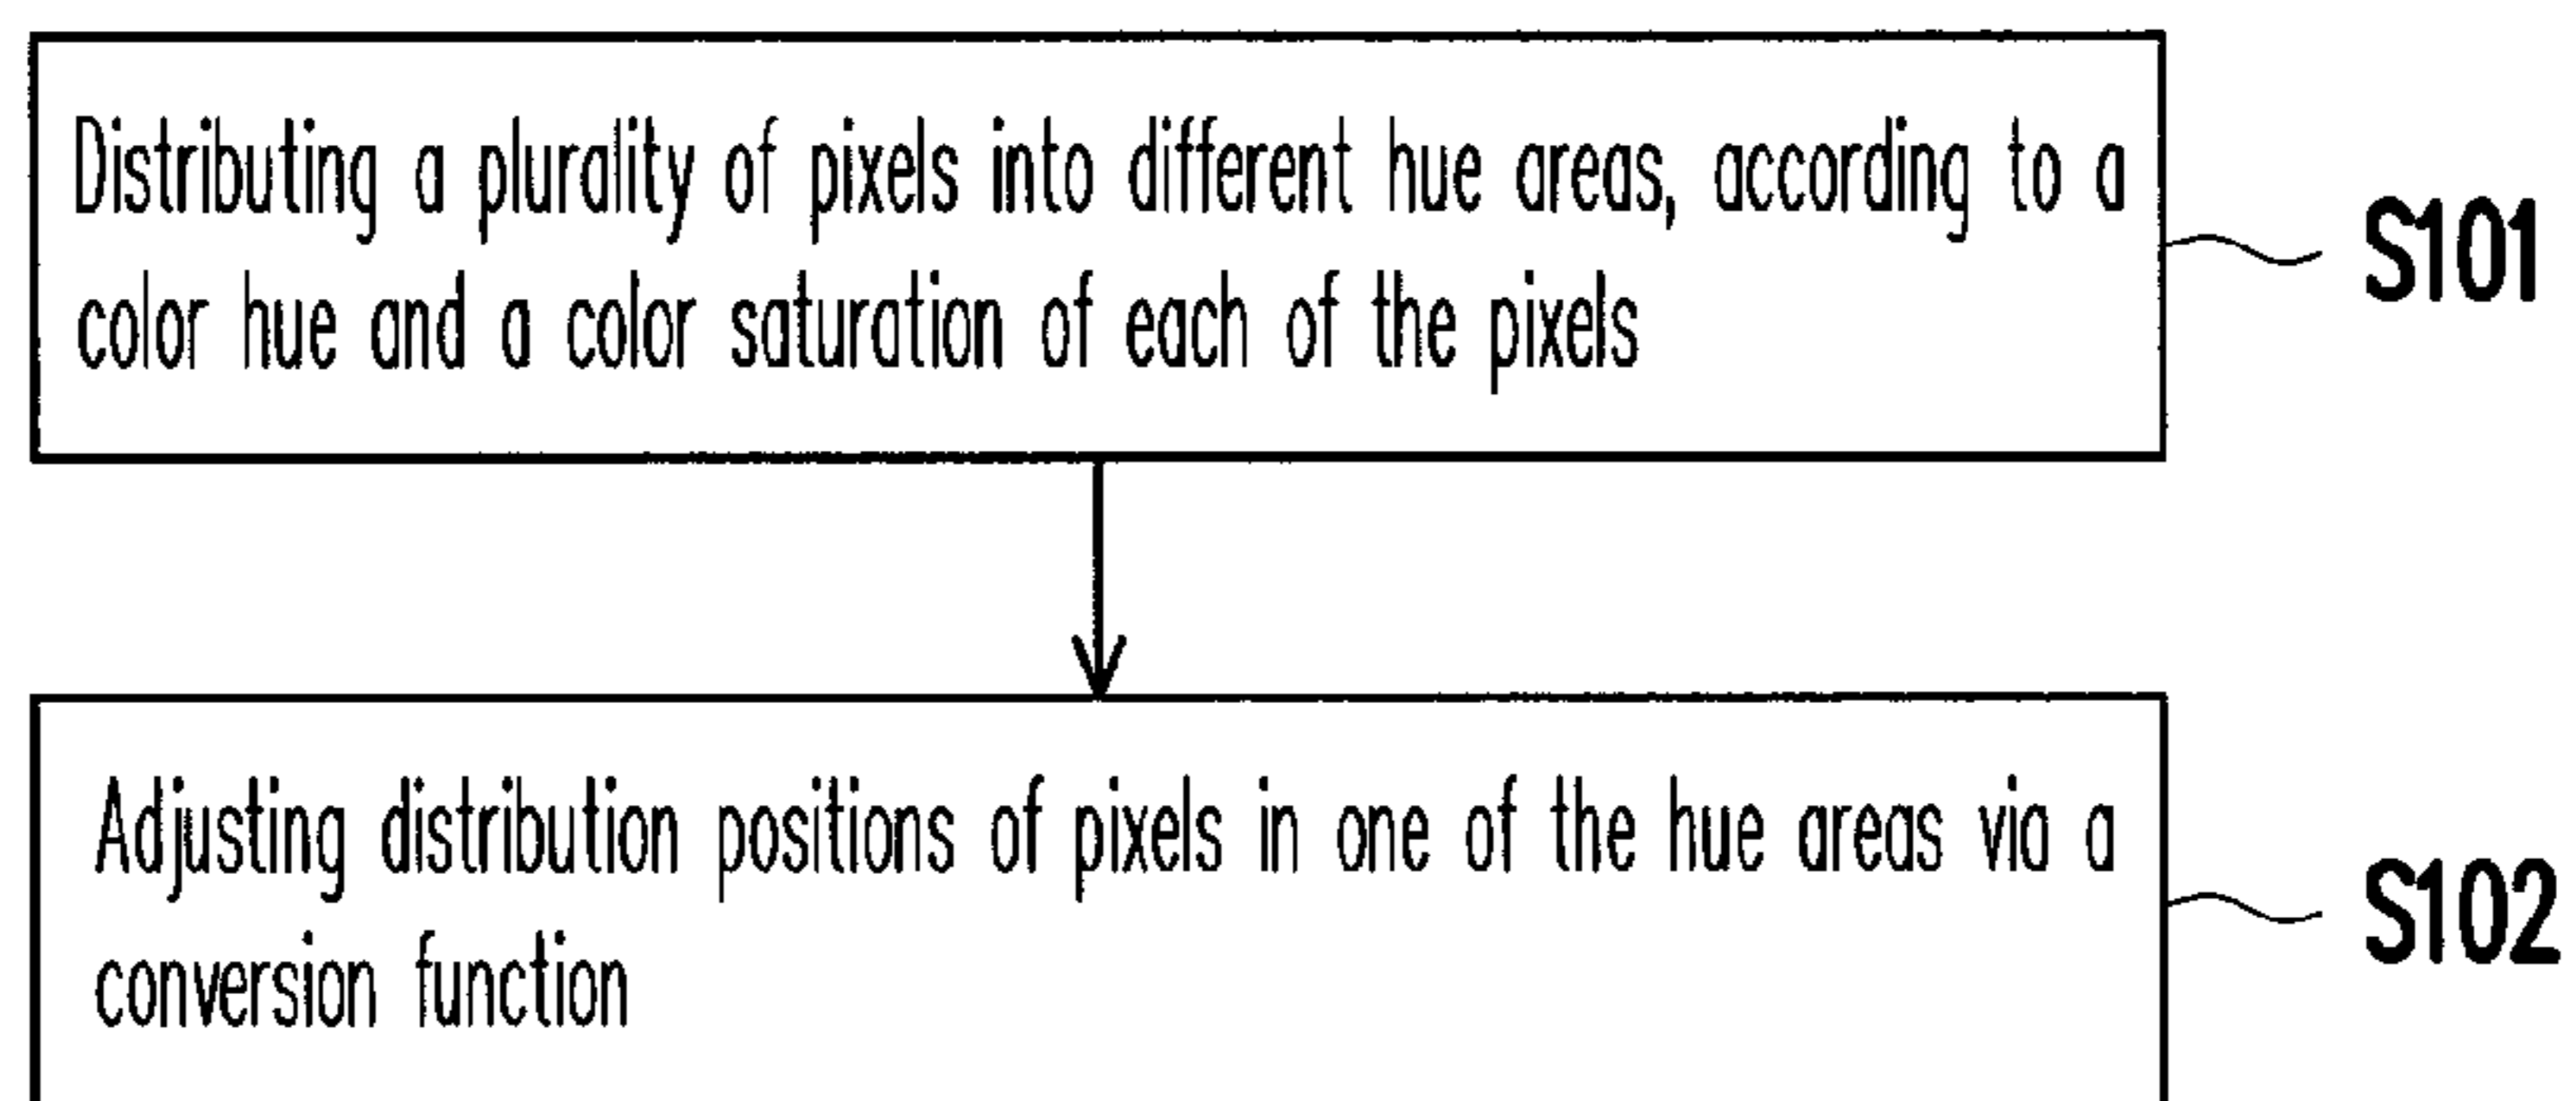 Distributing a plurality of pixels into different hue areas, according to a
color hue and a color saturation of each of the pixels
S101
Adjusting distribution positions of pixels in one of the hue areas via a
conversion function
S102